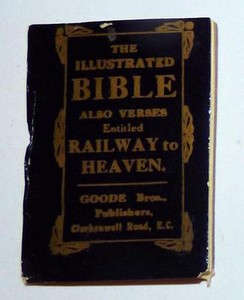 THE
ILLUSTRATED
BIBLE
ALSO VERSES
Entitled
RAILWAY to
HEAVEN.
GOODE Bros.,
Publishers,
Clerkenwell Road, E.C.